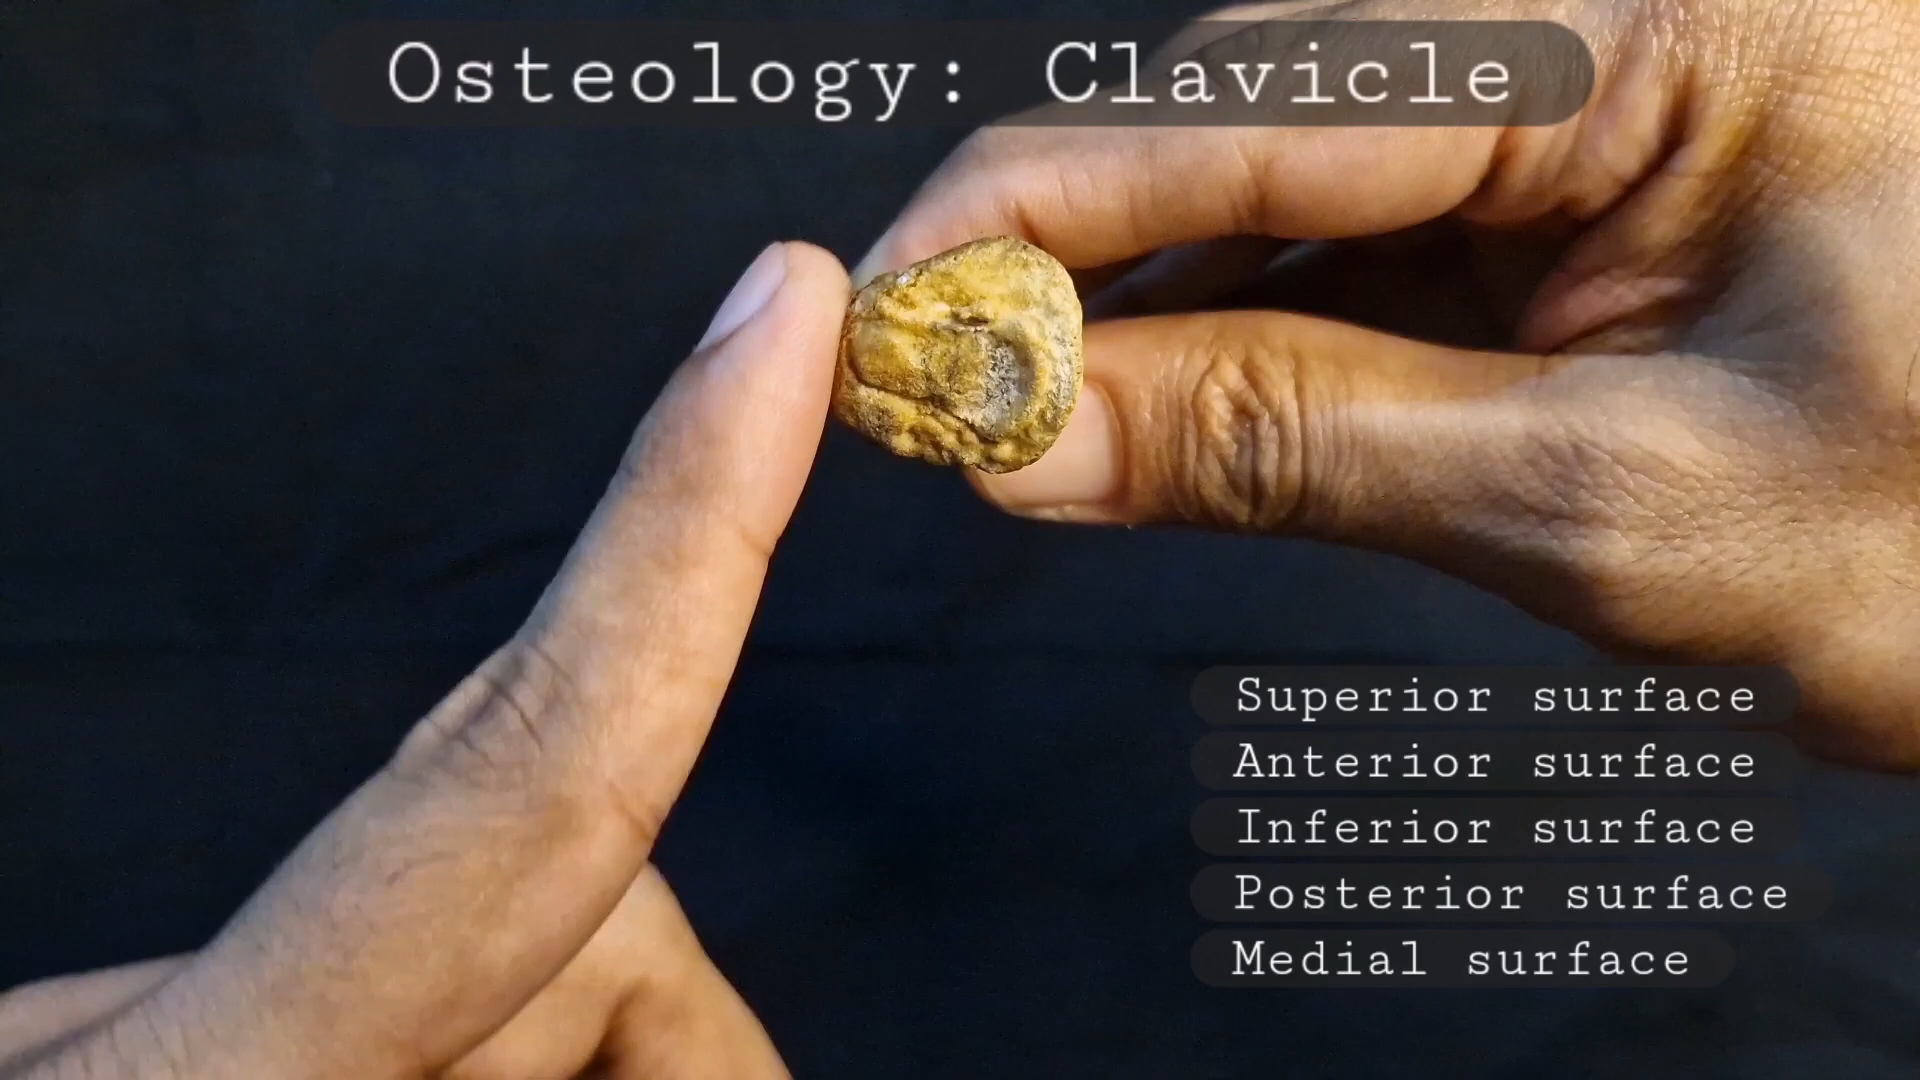 Osteology: Clavicle
Superior surface
Anterior surface
Inferior surface
Posterior surface
Medial surface